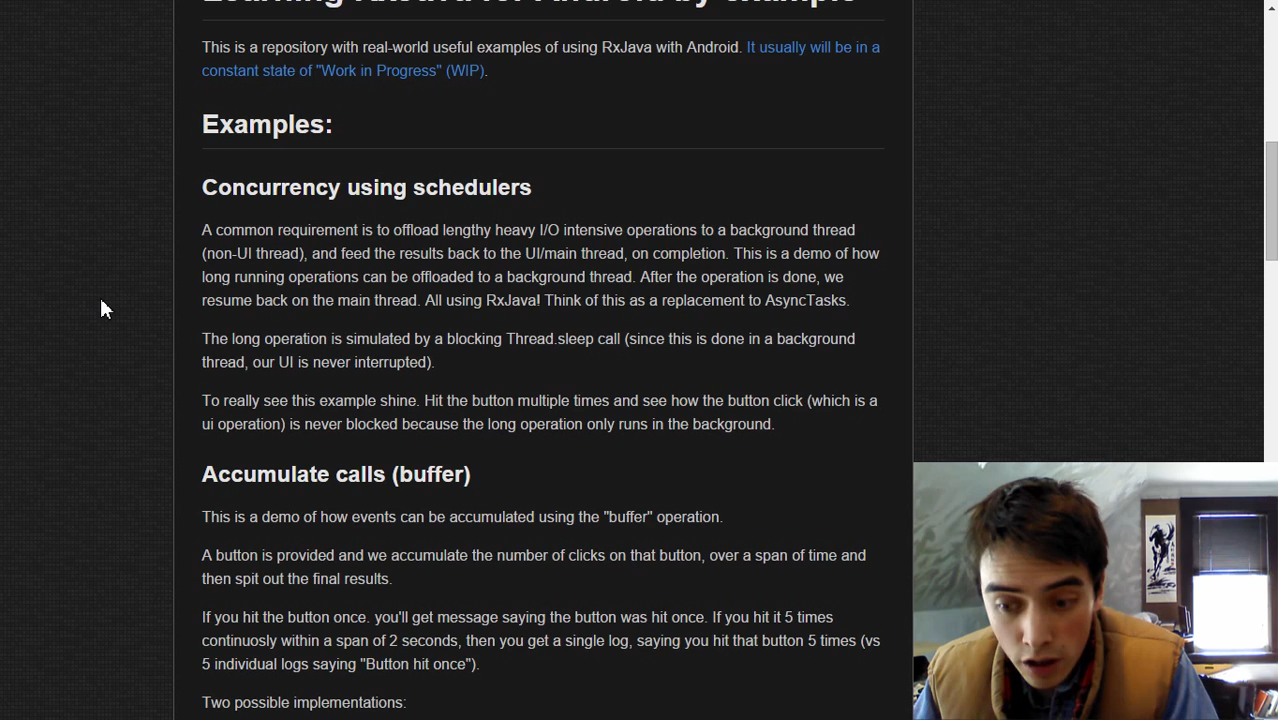 Learning RxJava for Android by example
This is a repository with real-world useful examples of using RxJava with Android. It usually will be in a
constant state of "Work in Progress" (WIP).
Examples:
Concurrency using schedulers
A common requirement is to offload lengthy heavy I/O intensive operations to a background thread
(non-UI thread), and feed the results back to the UI/main thread, on completion. This is a demo of how
long running operations can be offloaded to a background thread. After the operation is done, we
resume back on the main thread. All using RxJava! Think of this as a replacement to AsyncTasks.
The long operation is simulated by a blocking Thread.sleep call (since this is done in a background
thread, our UI is never interrupted).
To really see this example shine. Hit the button multiple times and see how the button click (which is a
ui operation) is never blocked because the long operation only runs in the background.
Accumulate calls (buffer)
This is a demo of how events can be accumulated using the "buffer" operation.
A button is provided and we accumulate the number of clicks on that button, over a span of time and
then spit out the final results.
If you hit the button once. you'll get message saying the button was hit once. If you hit it 5 times
continuosly within a span of 2 seconds, then you get a single log, saying you hit that button 5 times (vs
5 individual logs saying "Button hit once").
Two possible implementations: